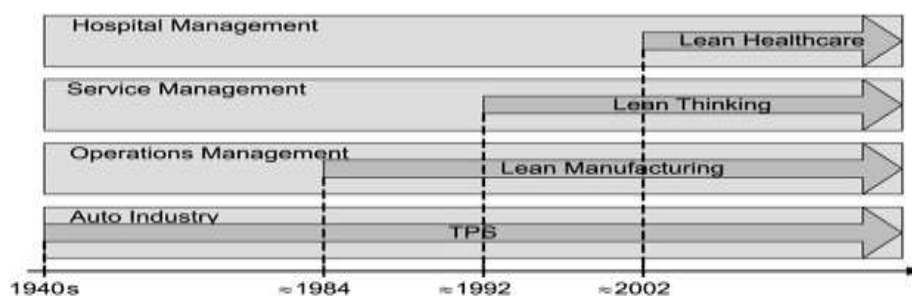 Hospital Management
Lean Healthcare
Service Management
Lean Thinking
Operations Management
Lean Manufacturing
Auto Industry
TPS
1940s ≈1984 ≈1992 ≈2002